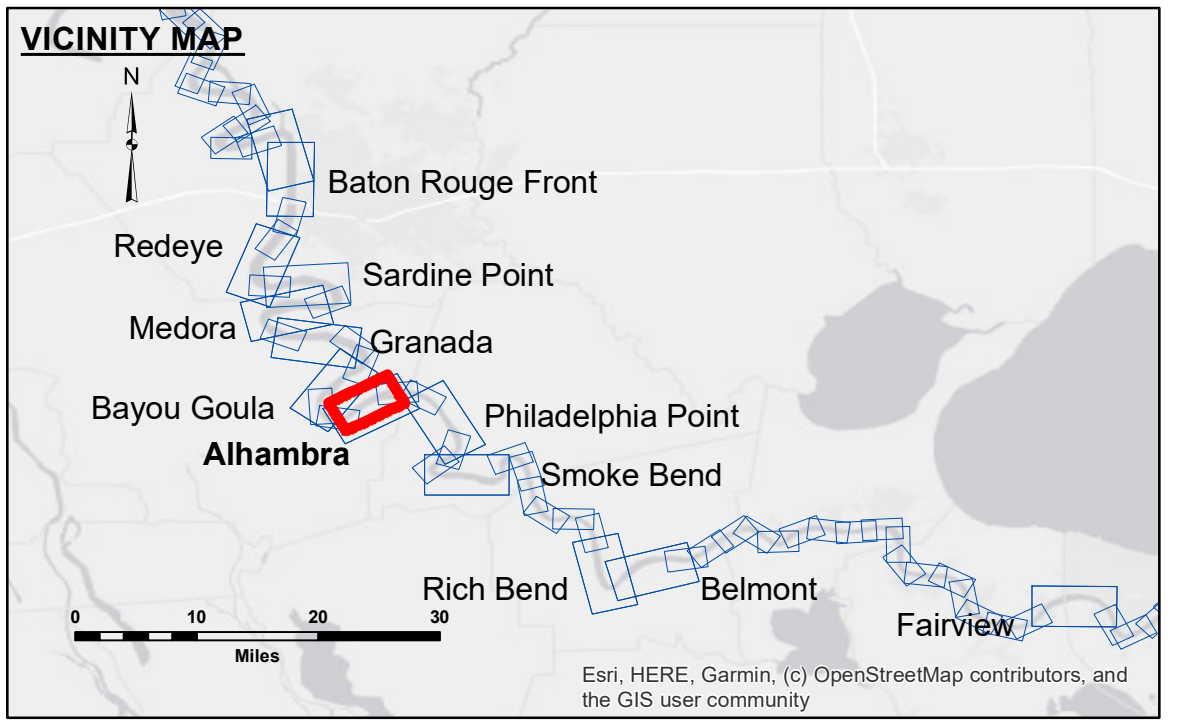 VICINITY MAP
N
Baton Rouge Front
Redeye
Sardine Point
Medora
Granada
Bayou Goula
Philadelphia Point
Alhambra
Smoke Bend
Rich Bend
Belmont
Fairview
0 10 20 30
Miles
Esri, HERE, Garmin, (c) OpenStreetMap contributors, and
the GIS user community